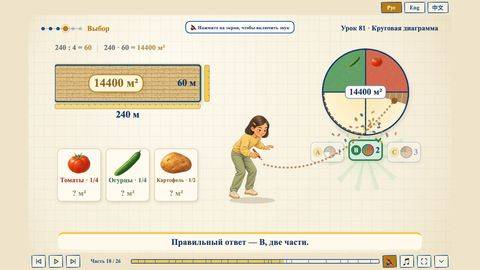 Рус
Eng
中文
Выбор
Нажмите на экран, чтобы включить звук
Урок 81 · Круговая диаграмма
240 : 4 = 60
240 · 60 = 14400 м²
14400 м²
60 м
240 м
14400 м²
A
B 2
C 3
Томаты · 1/4
? м²
Огурцы · 1/4
? м²
Картофель · 1/2
? м²
Правильный ответ — B, две части.
Часть 18 / 26